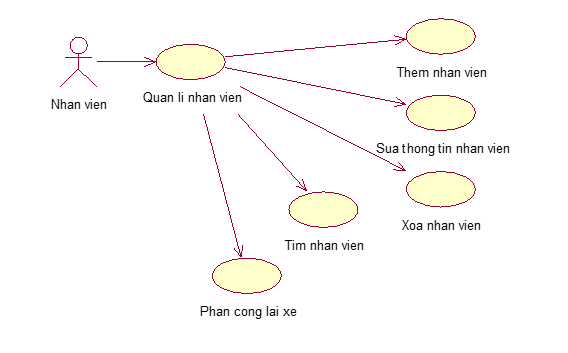 Nhan vien
Quan li nhan vien
Them nhan vien
Sua thong tin nhan vien
Xoa nhan vien
Tim nhan vien
Phan cong lai xe